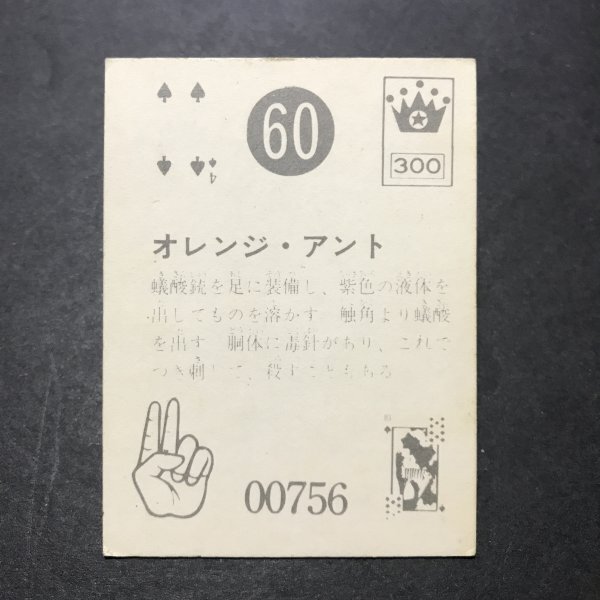 60
4
300
オレンジ・アント
蟻酸銃を足に装備し、紫色の液体を
出してものを溶かす 触角より蟻酸
を出す 胴体に毒針があり、これで
つき刺して、殺すこともある
00756